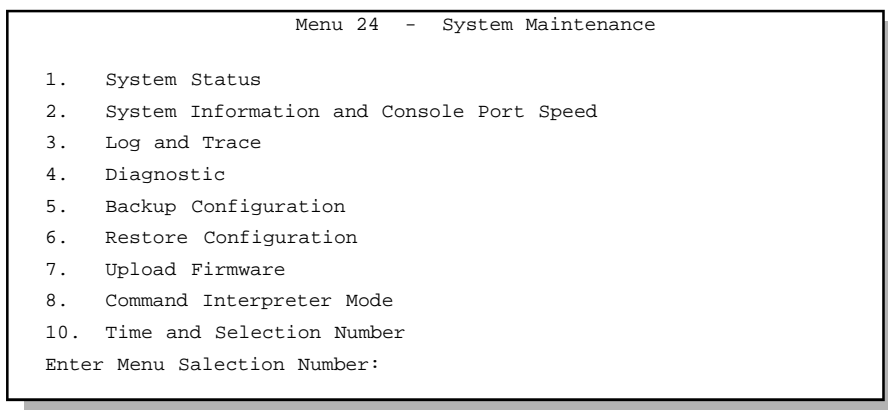 Menu 24 - System Maintenance
1. System Status
2. System Information and Console Port Speed
3. Log and Trace
4. Diagnostic
5. Backup Configuration
6. Restore Configuration
7. Upload Firmware
8. Command Interpreter Mode
10. Time and Selection Number
Enter Menu Salection Number: